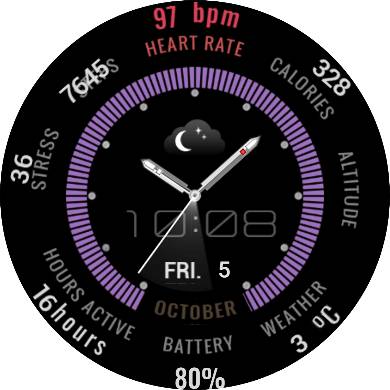 97 bpm
HEART RATE
7645
328
CALORIES
36
STRESS
ALTITUDE
10:08
FRI. 5
OCTOBER
16hours
HOURS ACTIVE
WEATHER
3 ºC
BATTERY
80%